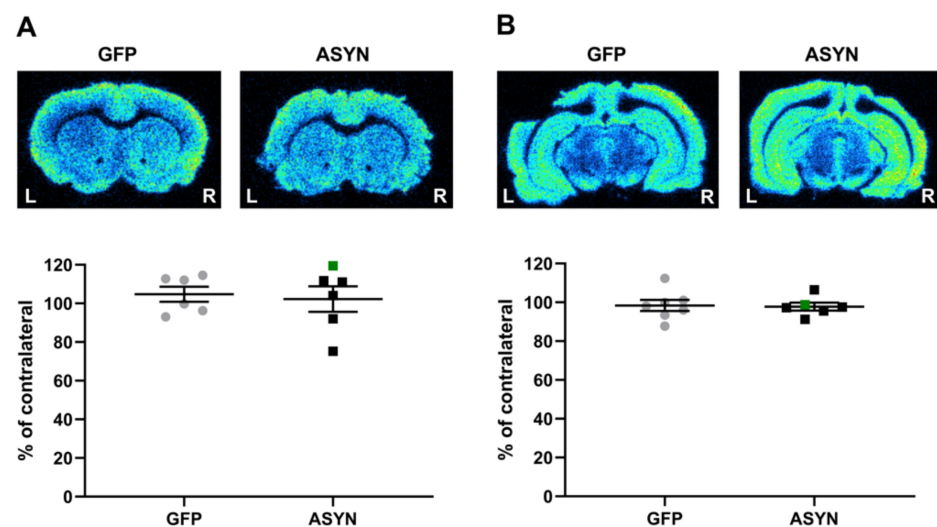 A
GFP
ASYN
L
R
L
R
% of contralateral
120
100
80
60
40
20
0
GFP
ASYN
B
GFP
ASYN
L
R
L
R
% of contralateral
120
100
80
60
40
20
0
GFP
ASYN